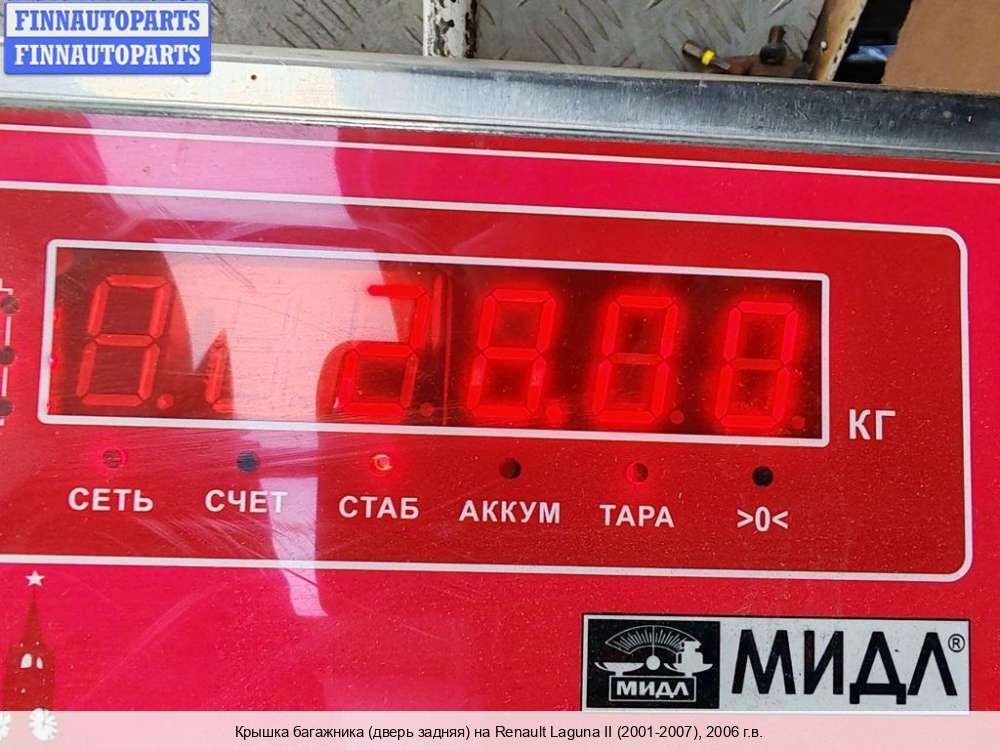 FINNAUTOPARTS
FINNAUTOPARTS
КГ
СЕТЬ СЧЕТ СТАБ АККУМ ТАРА >0<
МИДЛ МИДЛ®
Крышка багажника (дверь задняя) на Renault Laguna II (2001-2007), 2006 г.в.